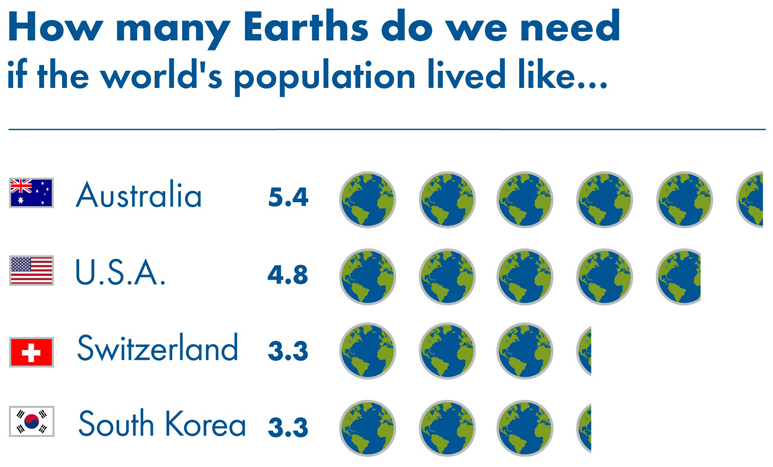 How many Earths do we need
if the world's population lived like...
Australia 5.4
U.S.A. 4.8
Switzerland 3.3
South Korea 3.3